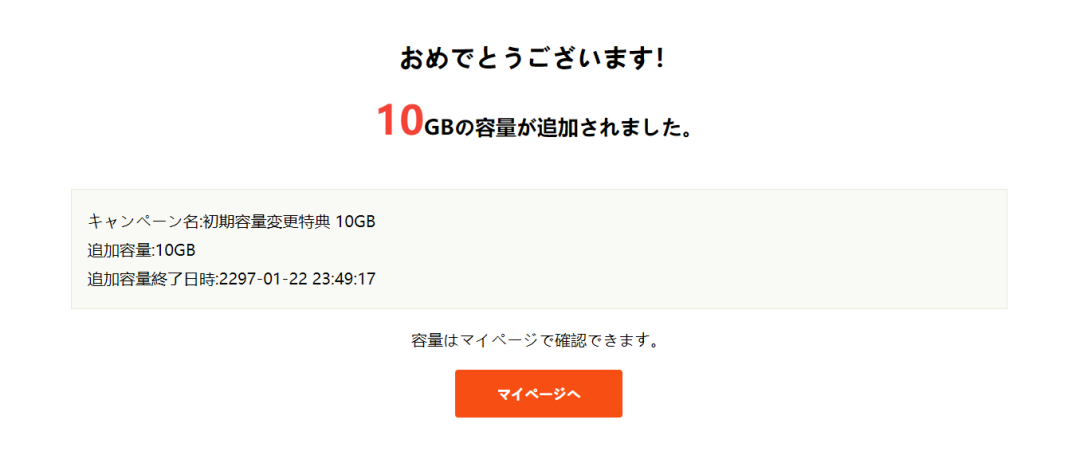 おめでとうございます!
10GBの容量が追加されました。
キャンペーン名:初期容量変更特典 10GB
追加容量:10GB
追加容量終了日時:2297-01-22 23:49:17
容量はマイページで確認できます。
マイページへ